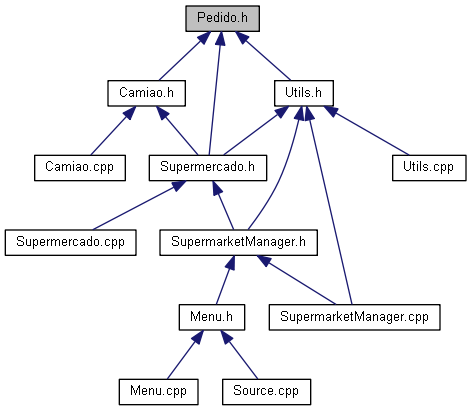 Pedido.h
Camiao.h
Utils.h
Camiao.cpp
Supermercado.h
Utils.cpp
Supermercado.cpp
SupermarketManager.h
Menu.h
SupermarketManager.cpp
Menu.cpp
Source.cpp